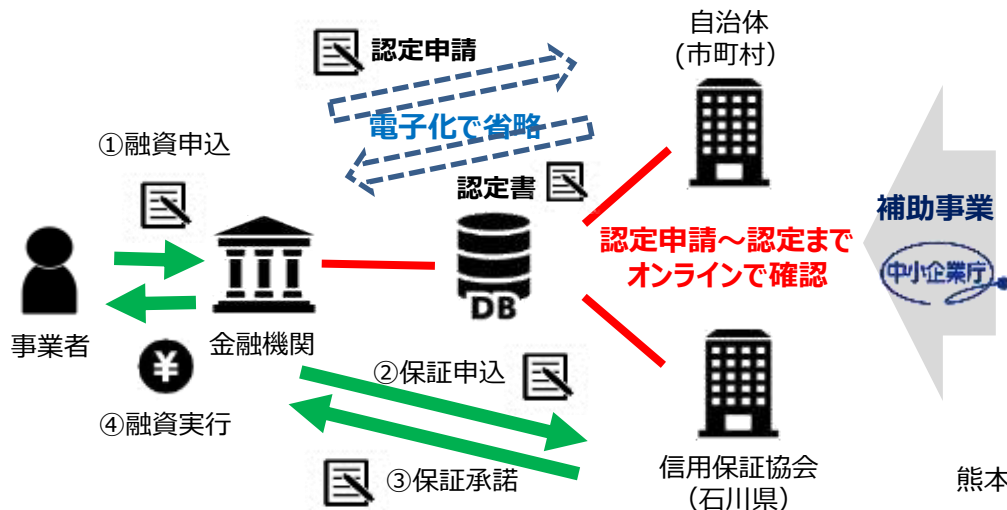 自治体
(市町村）
認定申請
電子化で省略
①融資申込
認定書
補助事業
認定申請～認定まで
オンラインで確認
中小企業庁
DB
事業者
金融機関
¥
②保証申込
④融資実行
③保証承諾
信用保証協会
（石川県）
熊本